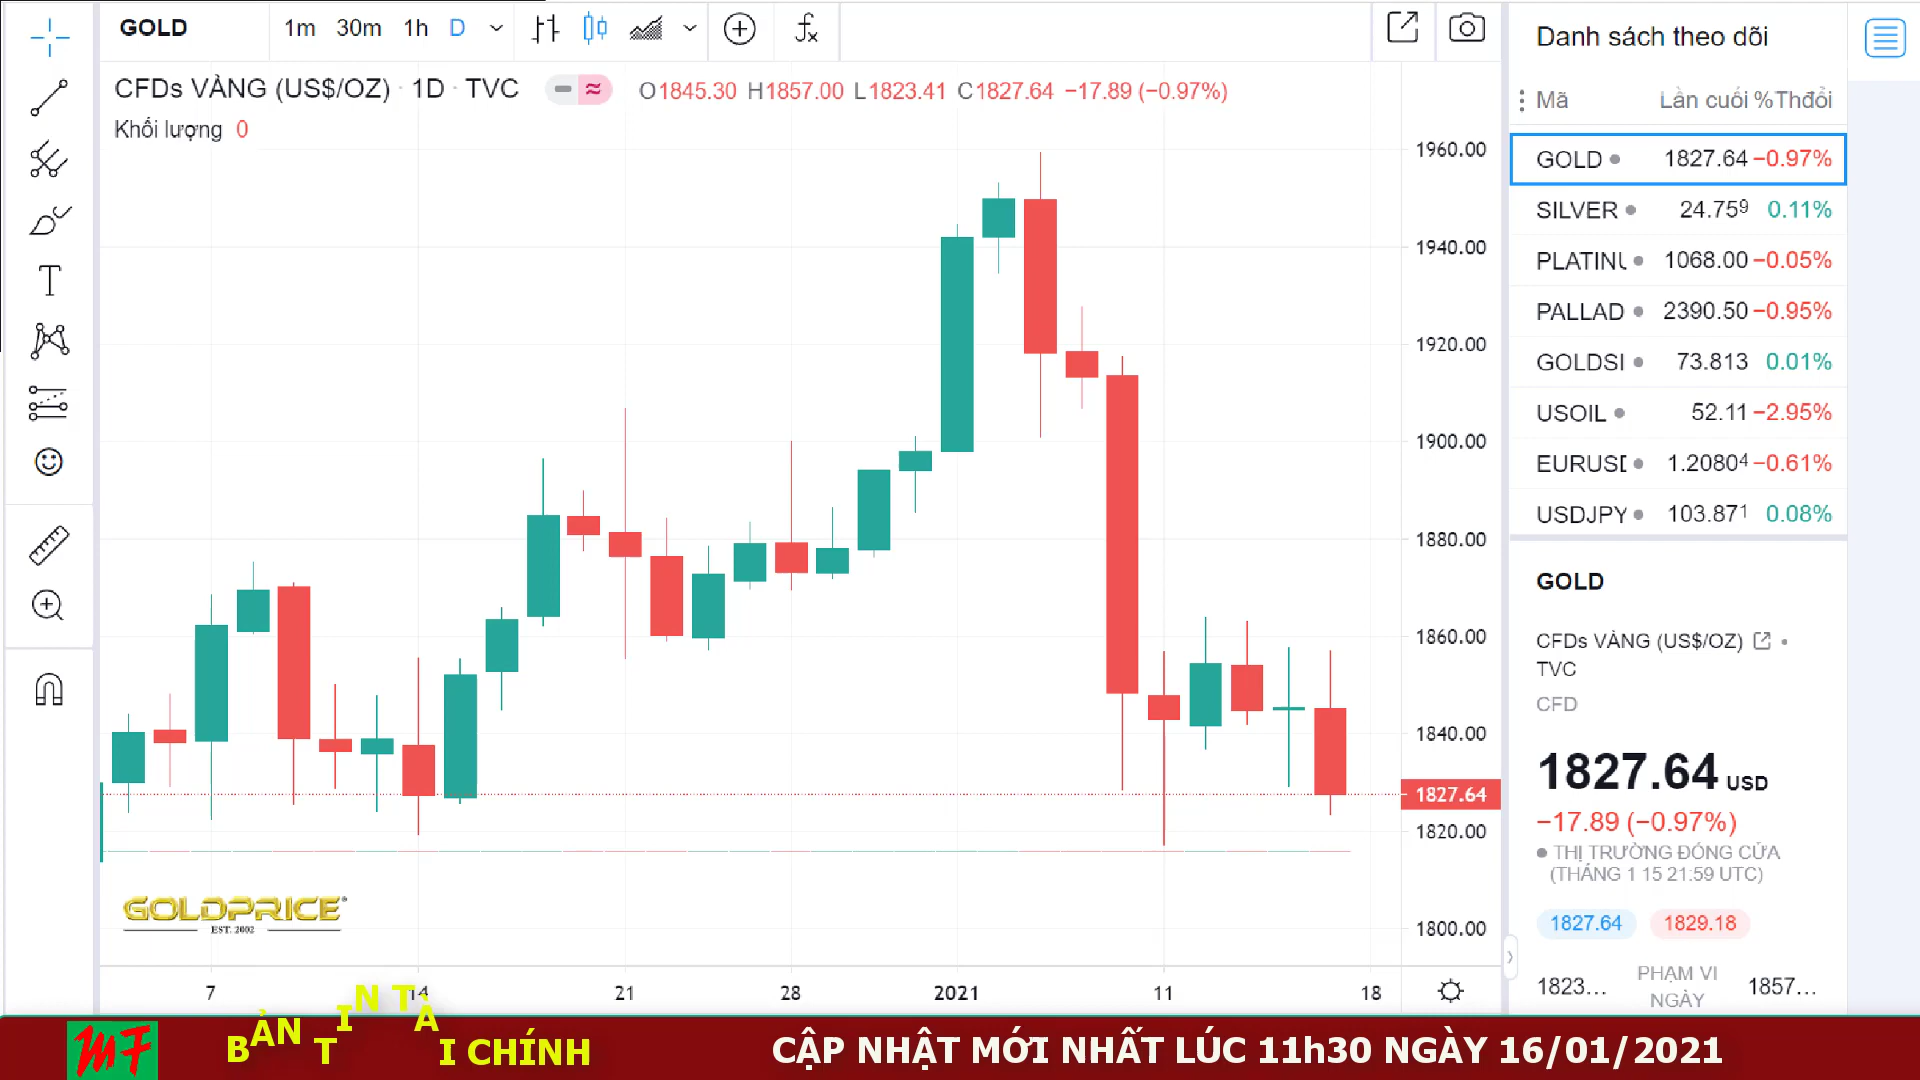 GOLD
1m 30m 1h D
CFDs VÀNG (US$/OZ) · 1D · TVC
O1845.30 H1857.00 L1823.41 C1827.64 −17.89 (−0.97%)
Khối lượng 0
1960.00
1940.00
1920.00
1900.00
1880.00
1860.00
1840.00
1827.64
1820.00
1800.00
GOLDPRICE
EST. 2002
7 14 21 28 2021 11 18
Danh sách theo dõi
Mã Lần cuối %Thđổi
GOLD 1827.64 −0.97%
SILVER 24.759 0.11%
PLATINU 1068.00 −0.05%
PALLAD 2390.50 −0.95%
GOLDSI 73.813 0.01%
USOIL 52.11 −2.95%
EURUSD 1.20804 −0.61%
USDJPY 103.871 0.08%
GOLD
CFDs VÀNG (US$/OZ)
TVC
CFD
1827.64 USD
−17.89 (−0.97%)
THỊ TRƯỜNG ĐÓNG CỬA
(THÁNG 1 15 21:59 UTC)
1827.64 1829.18
1823... PHẠM VI NGÀY 1857...
MF
BẢN TIN TÀI CHÍNH
CẬP NHẬT MỚI NHẤT LÚC 11h30 NGÀY 16/01/2021